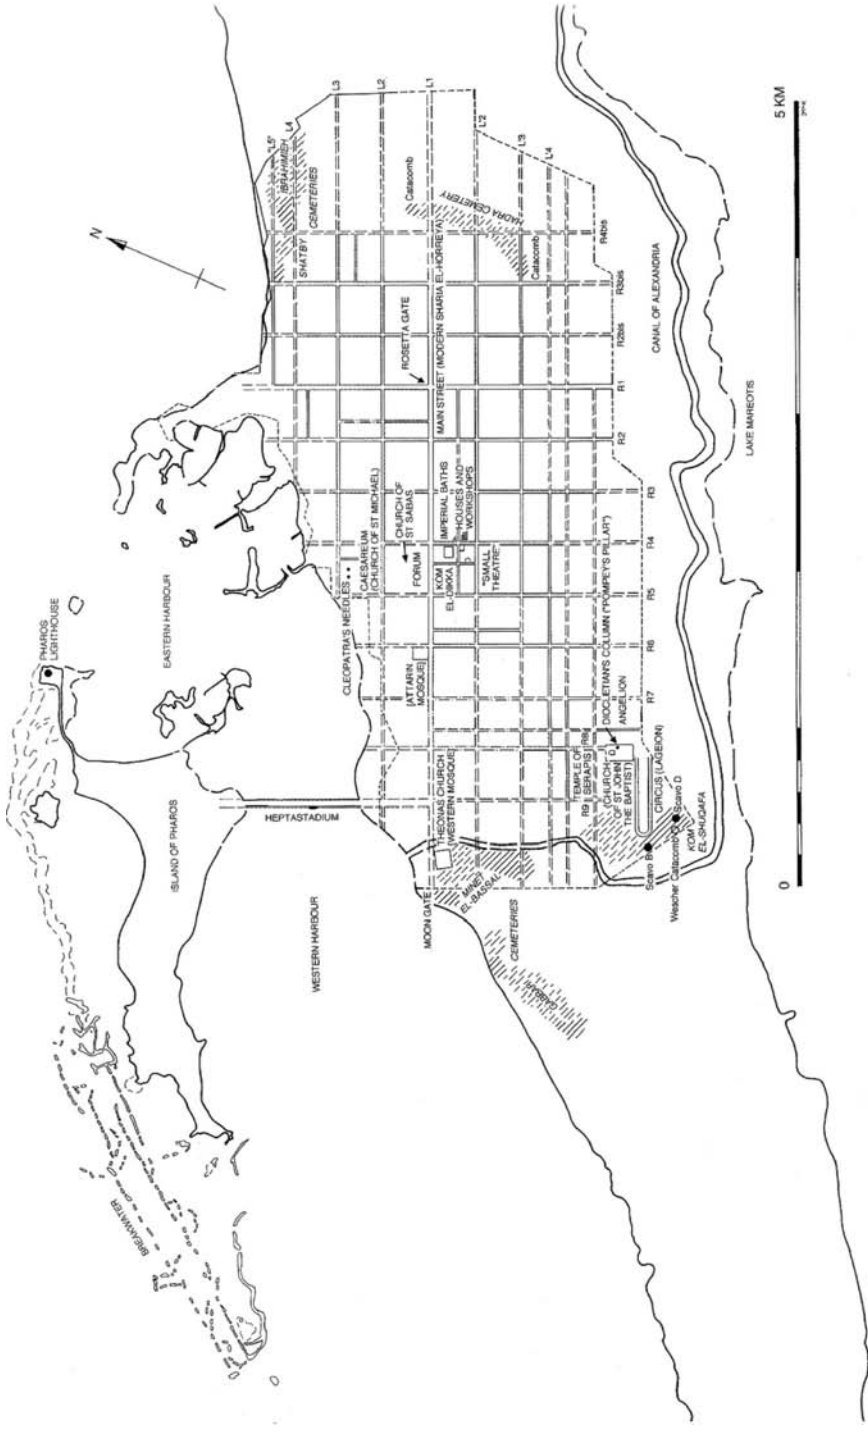 N
PHAROS
LIGHTHOUSE
EASTERN HARBOUR
ISLAND OF PHAROS
HEPTASTADIUM
WESTERN HARBOUR
BREAKWATER
"L5"
L4
L3
L2
L1
L'2
L'3
L'4
IBRAHIMIEH
SHATBY
CEMETERIES
Catacomb
HADRA CEMETERY
Catacomb
ROSETTA GATE
MAIN STREET (MODERN SHARIA EL-HORREYA)
CLEOPATRA'S NEEDLES
CAESAREUM
(CHURCH OF ST MICHAEL)
CHURCH OF
ST SABAS
FORUM
IMPERIAL BATHS
HOUSES AND
WORKSHOPS
KOM
EL-DIKKA
"SMALL
THEATRE"
[ATTARIN
MOSQUE]
THEONAS CHURCH
[WESTERN MOSQUE]
MOON GATE
MINET
EL-BASSAL
CEMETERIES
GABBARI
R4bis
R3bis
R2bis
R1
R2
R3
R4
R5
R6
R7
R8
R9
DIOCLETIAN'S COLUMN ("POMPEY'S PILLAR")
ANGELION
TEMPLE OF
SERAPIS
(CHURCH
OF ST JOHN
THE BAPTIST)
CIRCUS (LAGEION)
Scavo B
Scavo D
Wescher Catacomb
KOM
EL-SHUQAFA
CANAL OF ALEXANDRIA
LAKE MAREOTIS
0
5 KM